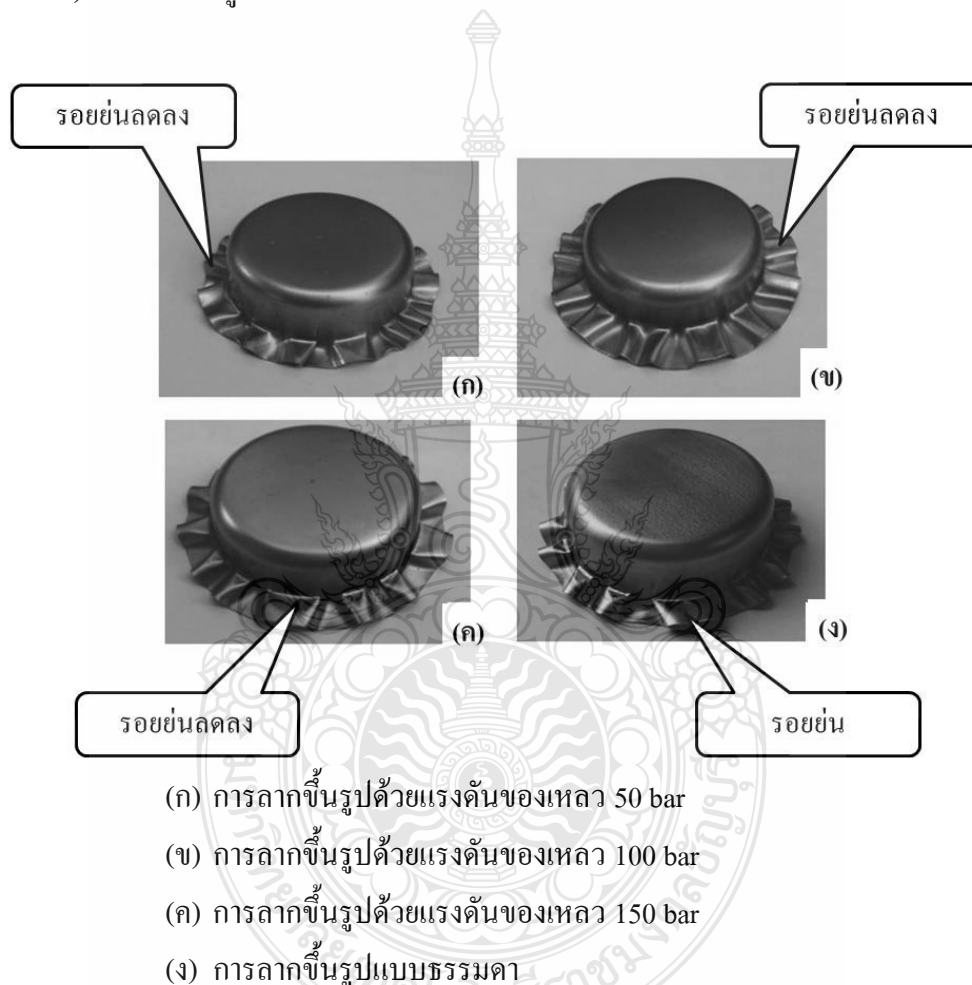 รอยย่นลดลง
รอยย่นลดลง
(ก)
(ข)
(ค)
(ง)
รอยย่นลดลง
รอยย่น
(ก) การลากขึ้นรูปด้วยแรงดันของเหลว 50 bar
(ข) การลากขึ้นรูปด้วยแรงดันของเหลว 100 bar
(ค) การลากขึ้นรูปด้วยแรงดันของเหลว 150 bar
(ง) การลากขึ้นรูปแบบธรรมดา